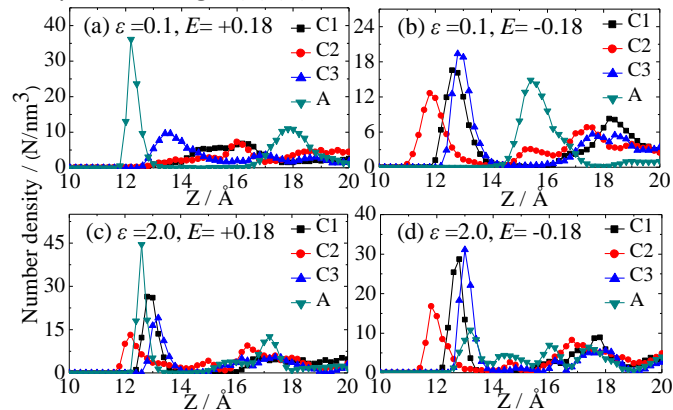 (a) ε =0.1, E= +0.18
C1
C2
C3
A
40
30
20
10
0
10 12 14 16 18 20
Z / Å
(b) ε =0.1, E= -0.18
C1
C2
C3
A
24
18
12
6
0
10 12 14 16 18 20
Z / Å
Number density / (N/nm³)
(c) ε =2.0, E= +0.18
C1
C2
C3
A
45
30
15
0
10 12 14 16 18 20
Z / Å
(d) ε =2.0, E= -0.18
C1
C2
C3
A
40
30
20
10
0
10 12 14 16 18 20
Z / Å